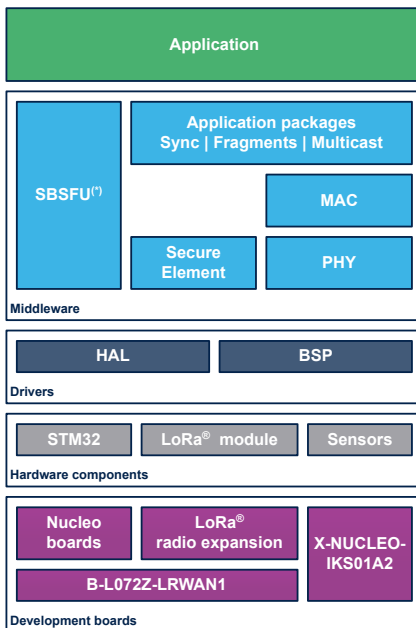 Application
Application packages
Sync | Fragments | Multicast
SBSFU(*)
MAC
Secure
Element
PHY
Middleware
HAL
BSP
Drivers
STM32
LoRa® module
Sensors
Hardware components
Nucleo
boards
LoRa®
radio expansion
X-NUCLEO-
IKS01A2
B-L072Z-LRWAN1
Development boards